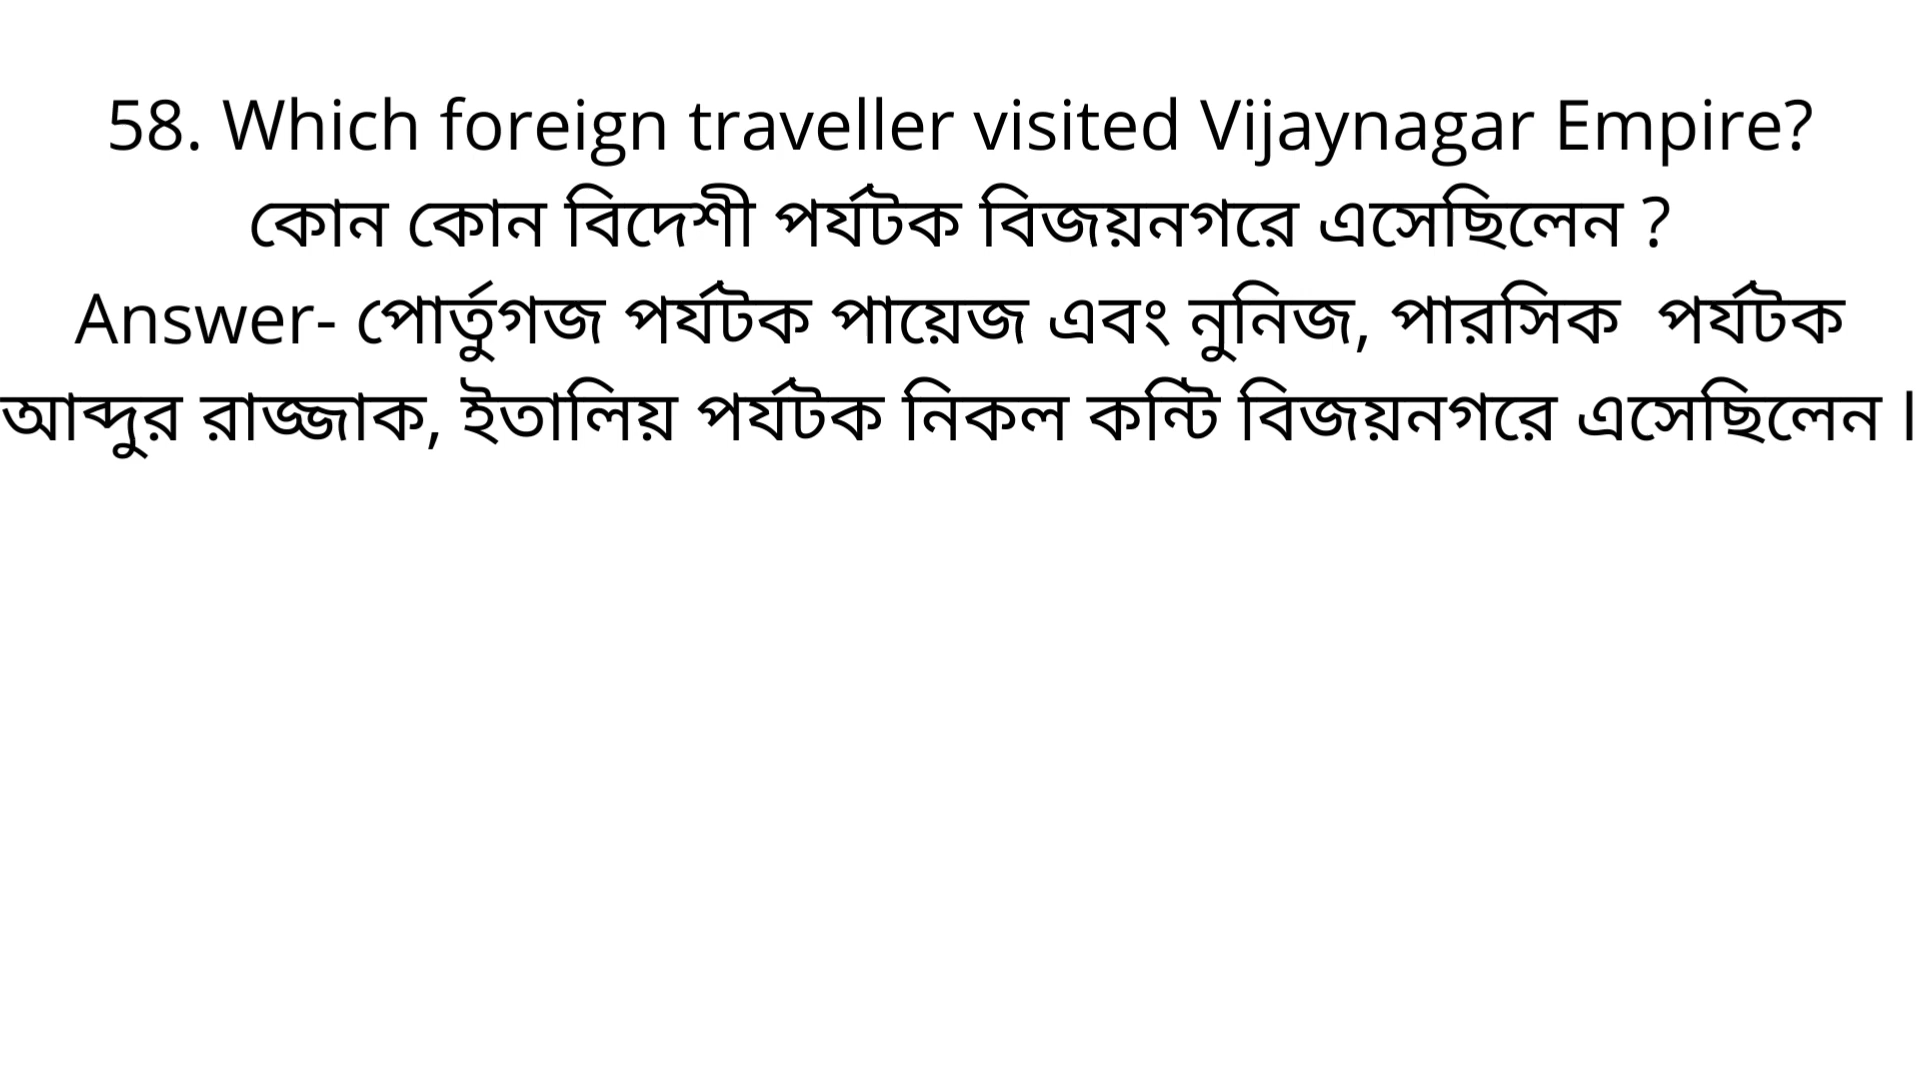 58. Which foreign traveller visited Vijaynagar Empire?
কোন কোন বিদেশী পর্যটক বিজয়নগরে এসেছিলেন ?
Answer- পোর্তুগজ পর্যটক পায়েজ এবং নুনিজ, পারসিক  পর্যটক
আব্দুর রাজ্জাক, ইতালিয় পর্যটক নিকল কন্টি বিজয়নগরে এসেছিলেন l